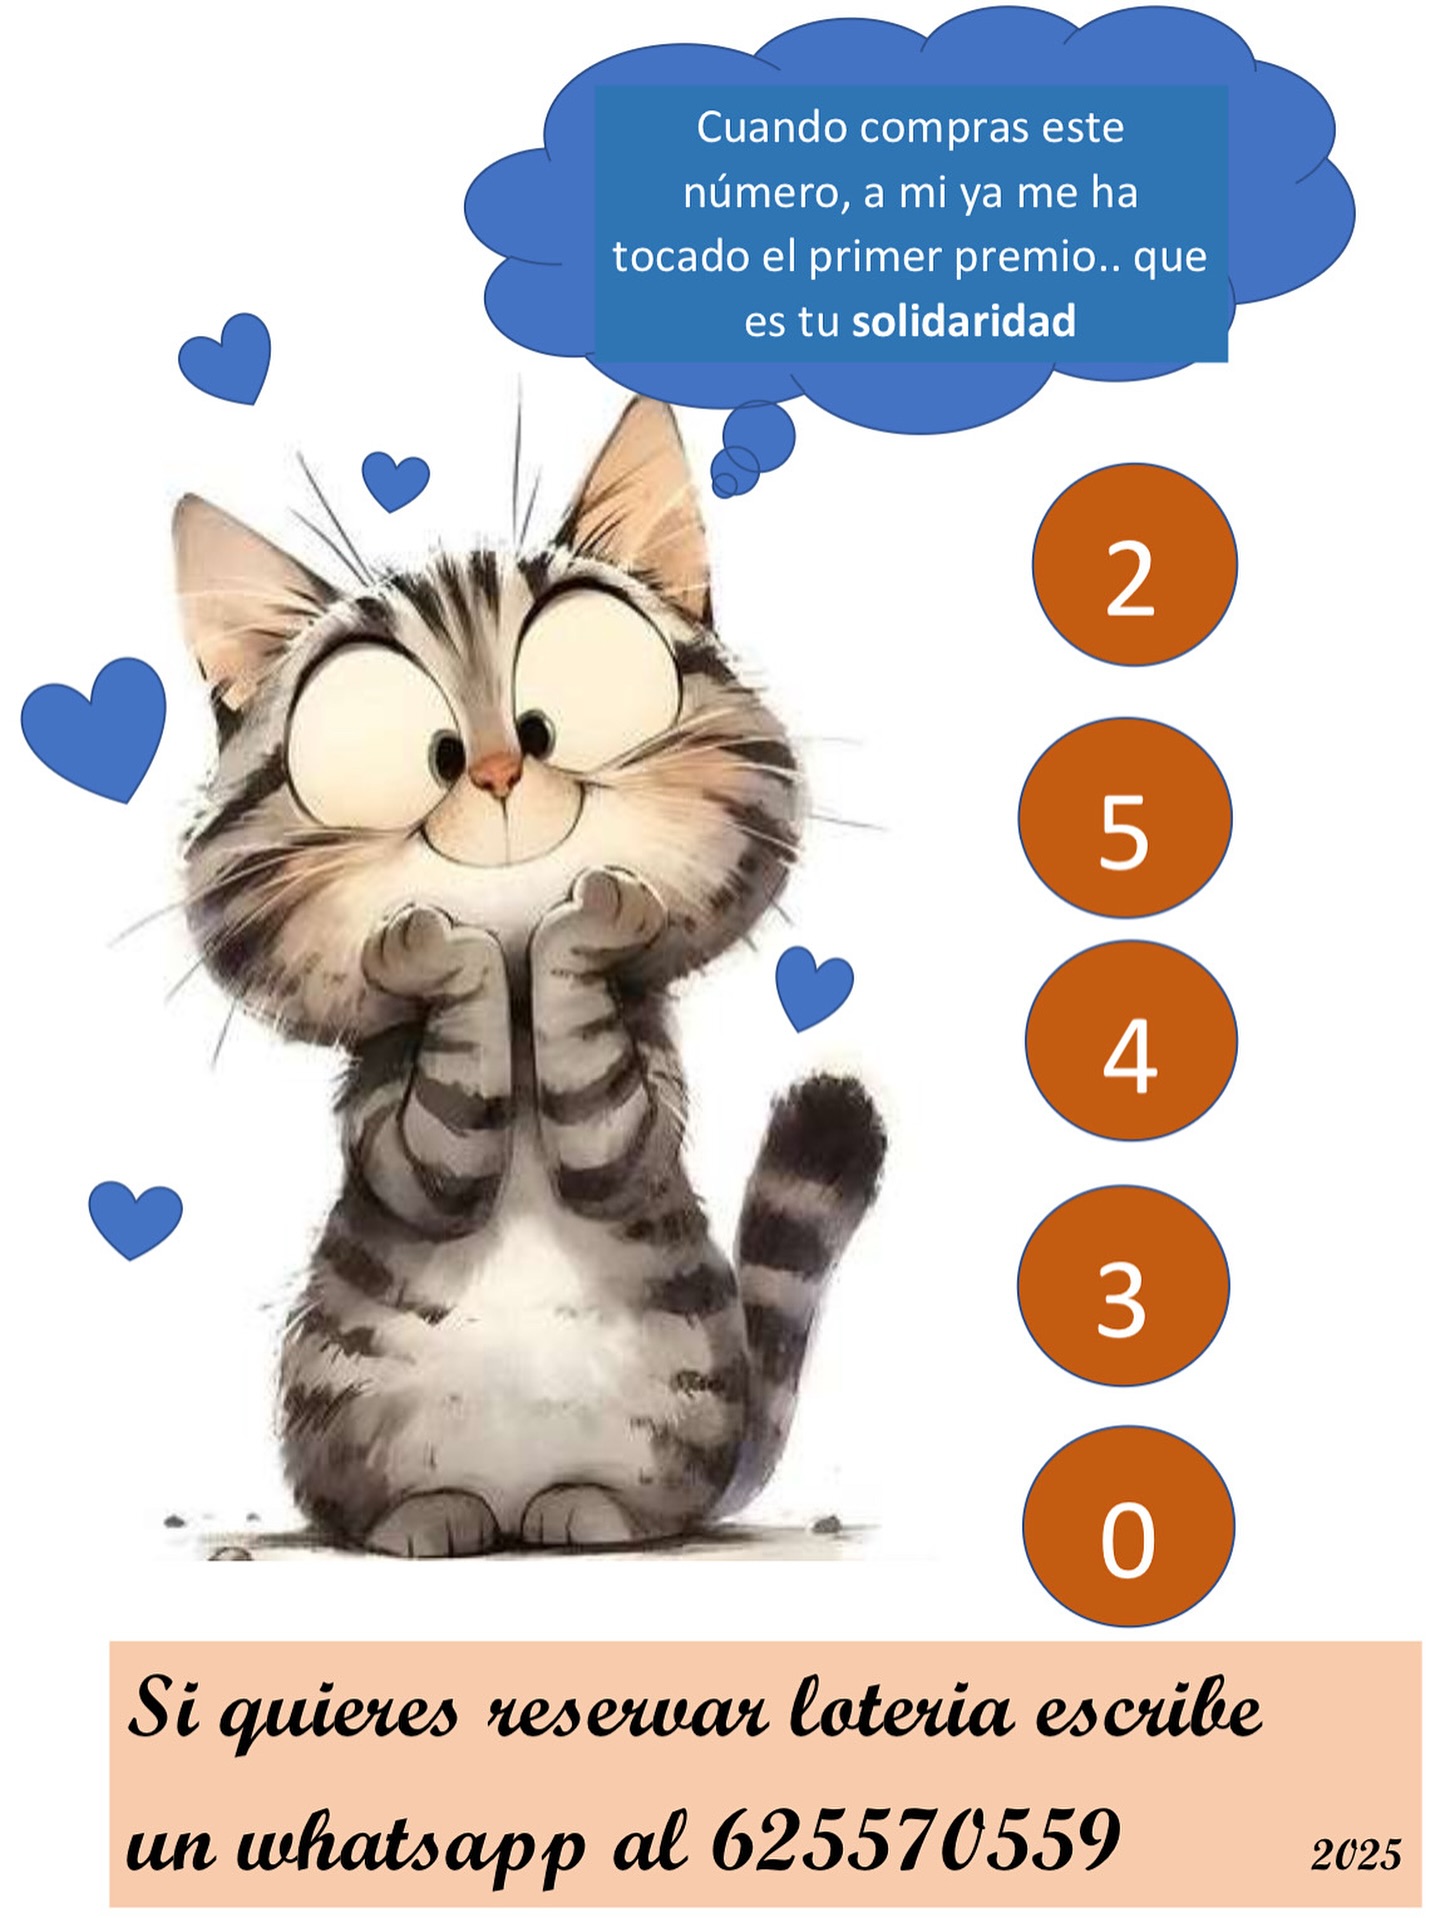 Cuando compras este
número, a mi ya me ha
tocado el primer premio.. que
es tu solidaridad
2
5
4
3
0
Si quieres reservar loteria escribe
un whatsapp al 625570559
2025